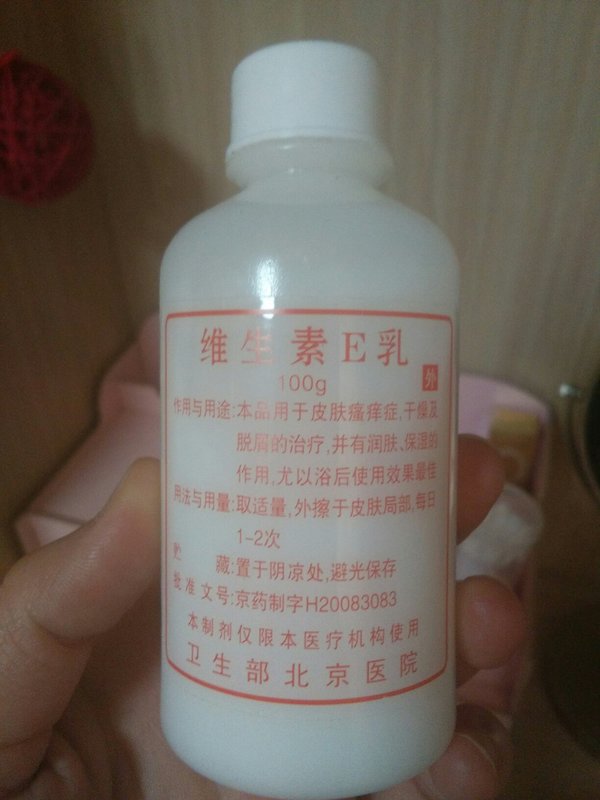 维生素E乳
100g
外
作用与用途:本品用于皮肤瘙痒症,干燥及
脱屑的治疗,并有润肤、保湿的
作用,尤以浴后使用效果最佳
用法与用量:取适量,外擦于皮肤局部,每日
1-2次
贮 藏:置于阴凉处,避光保存
批准文号:京药制字H20083083
本制剂仅限本医疗机构使用
卫生部北京医院